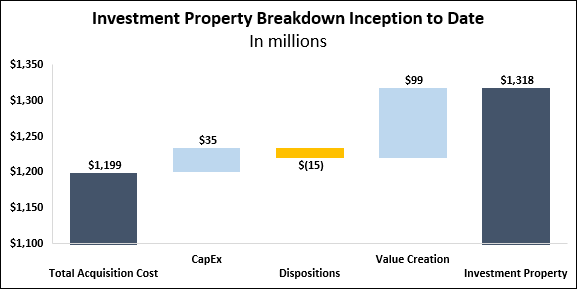 Investment Property Breakdown Inception to Date
In millions
$1,350
$1,300
$1,250
$1,200
$1,150
$1,100
$1,199
$35
$(15)
$99
$1,318
Total Acquisition Cost
CapEx
Dispositions
Value Creation
Investment Property